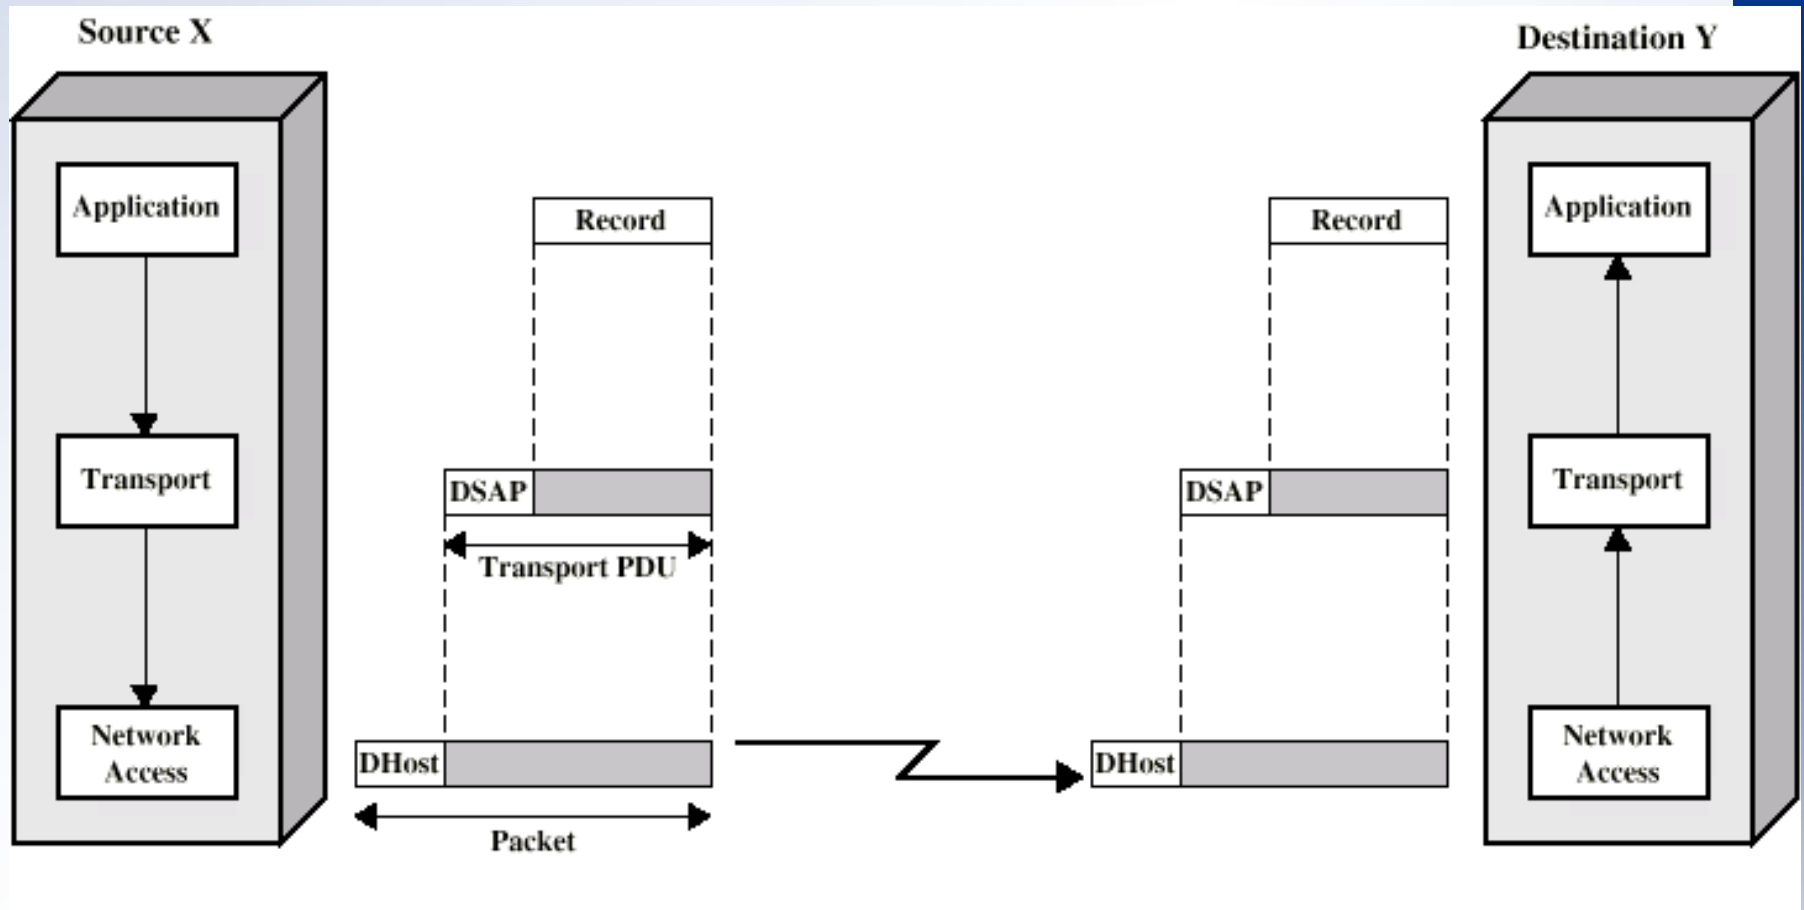 Source X
Destination Y
Application
Record
Record
Application
Transport
DSAP
DSAP
Transport
Transport PDU
Network
Access
DHost
DHost
Network
Access
Packet